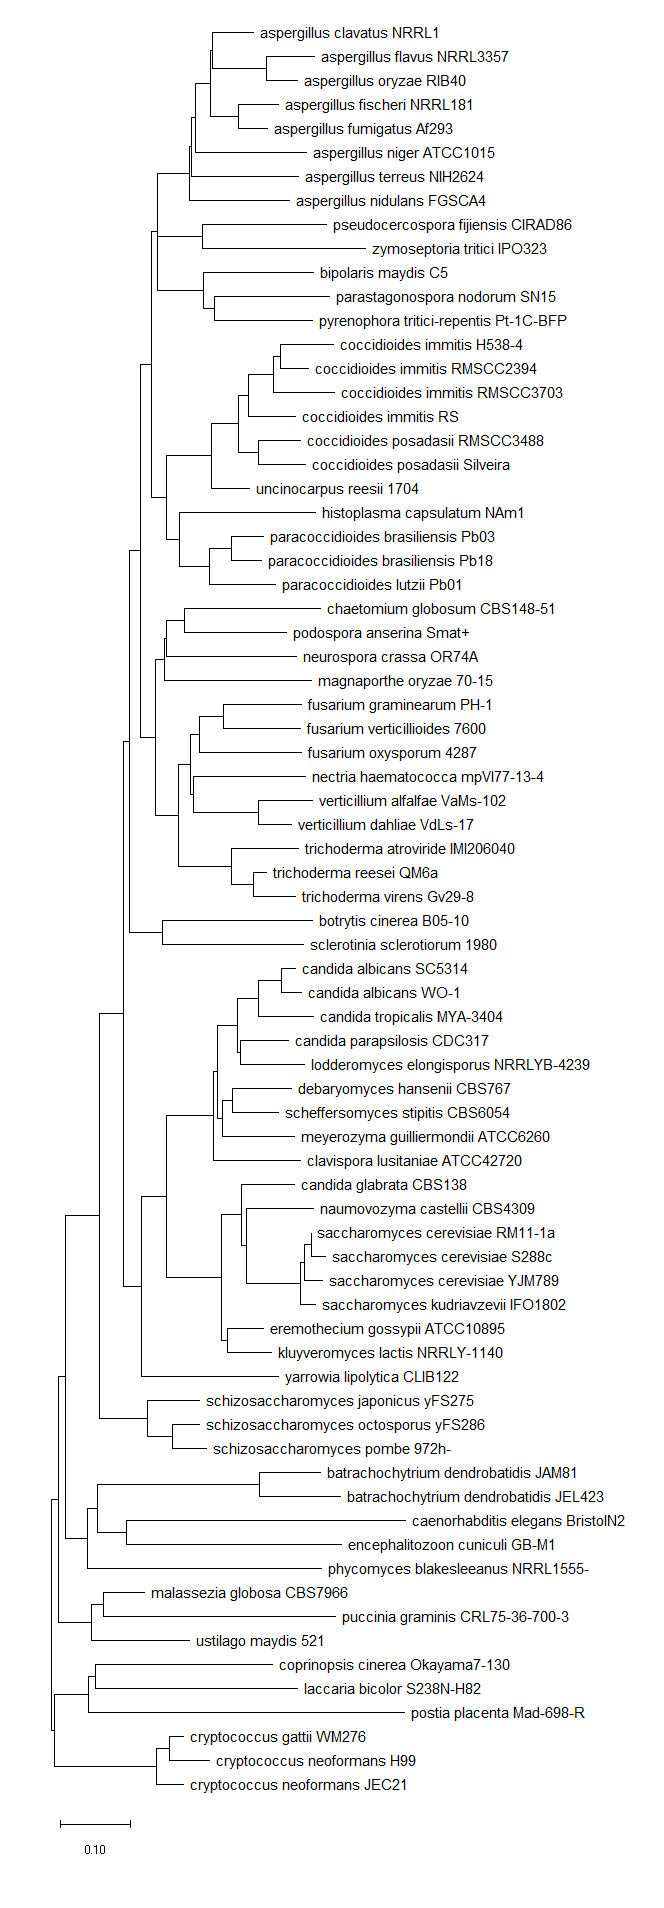 aspergillus clavatus NRRL1
aspergillus flavus NRRL3357
aspergillus oryzae RIB40
aspergillus fischeri NRRL181
aspergillus fumigatus Af293
aspergillus niger ATCC1015
aspergillus terreus NIH2624
aspergillus nidulans FGSCA4
pseudocercospora fijiensis CIRAD86
zymoseptoria tritici IPO323
bipolaris maydis C5
parastagonospora nodorum SN15
pyrenophora tritici-repentis Pt-1C-BFP
coccidioides immitis H538-4
coccidioides immitis RMSCC2394
coccidioides immitis RMSCC3703
coccidioides immitis RS
coccidioides posadasii RMSCC3488
coccidioides posadasii Silveira
uncinocarpus reesii 1704
histoplasma capsulatum NAm1
paracoccidioides brasiliensis Pb03
paracoccidioides brasiliensis Pb18
paracoccidioides lutzii Pb01
chaetomium globosum CBS148-51
podospora anserina Smat+
neurospora crassa OR74A
magnaporthe oryzae 70-15
fusarium graminearum PH-1
fusarium verticillioides 7600
fusarium oxysporum 4287
nectria haematococca mpVI77-13-4
verticillium alfalfae VaMs-102
verticillium dahliae VdLs-17
trichoderma atroviride IMI206040
trichoderma reesei QM6a
trichoderma virens Gv29-8
botrytis cinerea B05-10
sclerotinia sclerotiorum 1980
candida albicans SC5314
candida albicans WO-1
candida tropicalis MYA-3404
candida parapsilosis CDC317
lodderomyces elongisporus NRRLYB-4239
debaryomyces hansenii CBS767
scheffersomyces stipitis CBS6054
meyerozyma guilliermondii ATCC6260
clavispora lusitaniae ATCC42720
candida glabrata CBS138
naumovozyma castellii CBS4309
saccharomyces cerevisiae RM11-1a
saccharomyces cerevisiae S288c
saccharomyces cerevisiae YJM789
saccharomyces kudriavzevii IFO1802
eremothecium gossypii ATCC10895
kluyveromyces lactis NRRLY-1140
yarrowia lipolytica CLIB122
schizosaccharomyces japonicus yFS275
schizosaccharomyces octosporus yFS286
schizosaccharomyces pombe 972h-
batrachochytrium dendrobatidis JAM81
batrachochytrium dendrobatidis JEL423
caenorhabditis elegans BristolN2
encephalitozoon cuniculi GB-M1
phycomyces blakesleeanus NRRL1555-
malassezia globosa CBS7966
puccinia graminis CRL75-36-700-3
ustilago maydis 521
coprinopsis cinerea Okayama7-130
laccaria bicolor S238N-H82
postia placenta Mad-698-R
cryptococcus gattii WM276
cryptococcus neoformans H99
cryptococcus neoformans JEC21
0.10